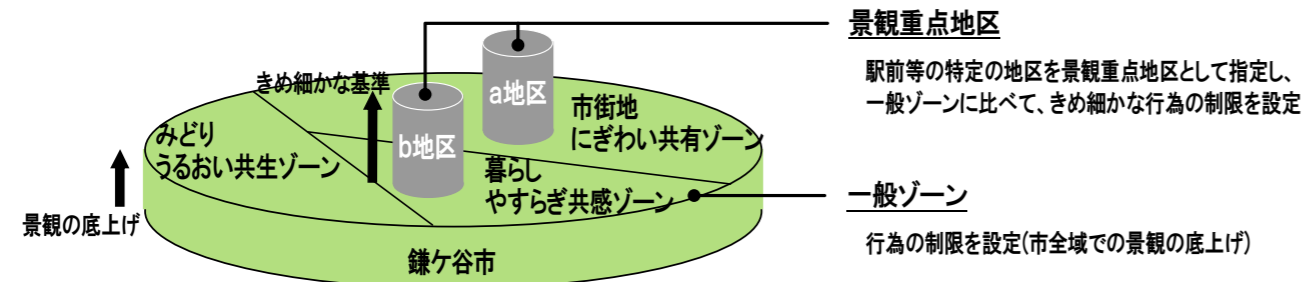 景観重点地区
駅前等の特定の地区を景観重点地区として指定し、
一般ゾーンに比べて、きめ細かな行為の制限を設定
きめ細かな基準
a地区
b地区
市街地
にぎわい共有ゾーン
みどり
うるおい共生ゾーン
暮らし
やすらぎ共感ゾーン
一般ゾーン
行為の制限を設定(市全域での景観の底上げ)
景観の底上げ
鎌ケ谷市